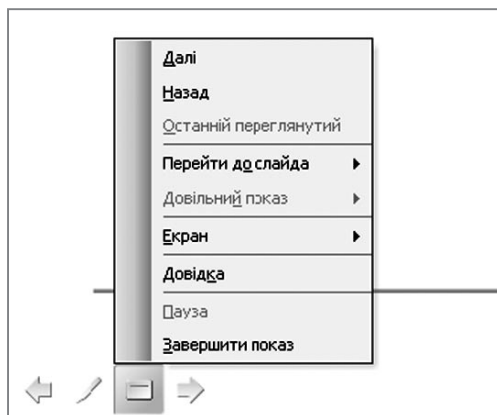 Далі
Назад
Останній переглянутий
Перейти до слайда
Довільний показ
Екран
Довідка
Пауза
Завершити показ